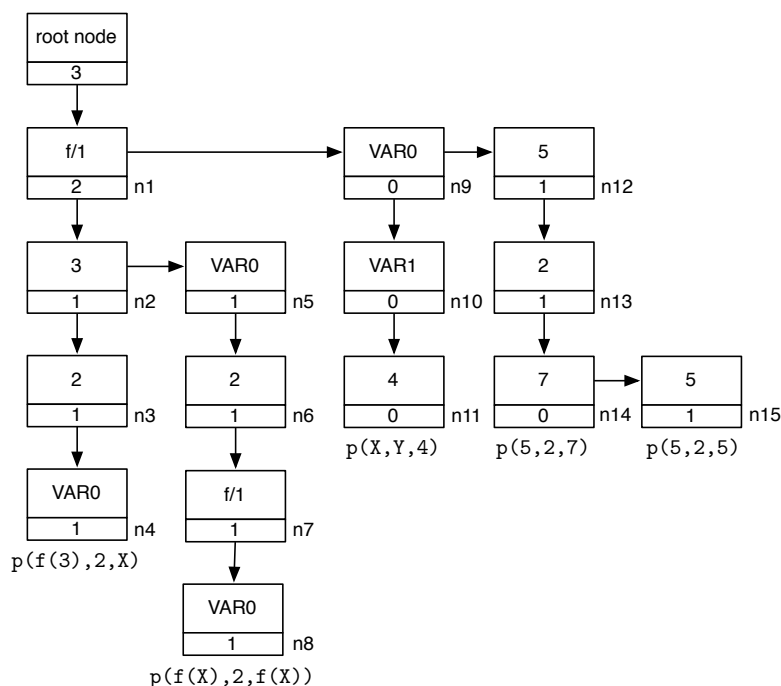 root node
3
f/1
2 n1
VAR0
0 n9
5
1 n12
3
1 n2
VAR0
1 n5
VAR1
0 n10
2
1 n13
2
1 n3
2
1 n6
4
0 n11
7
0 n14
5
1 n15
p(X,Y,4)
p(5,2,7)
p(5,2,5)
VAR0
1 n4
f/1
1 n7
p(f(3),2,X)
VAR0
1 n8
p(f(X),2,f(X))